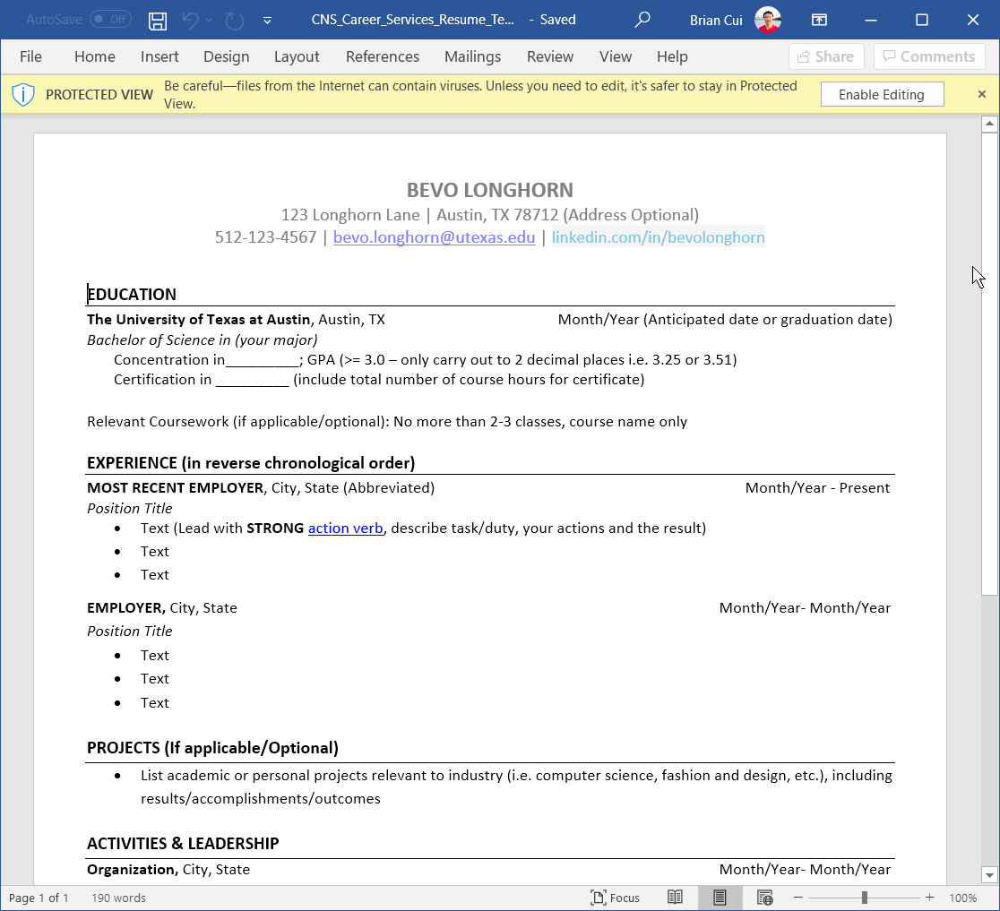 AutoSave Off CNS_Career_Services_Resume_Te... - Saved Brian Cui
File Home Insert Design Layout References Mailings Review View Help Share Comments
PROTECTED VIEW Be careful—files from the Internet can contain viruses. Unless you need to edit, it's safer to stay in Protected
View.
Enable Editing
BEVO LONGHORN
123 Longhorn Lane | Austin, TX 78712 (Address Optional)
512-123-4567 | bevo.longhorn@utexas.edu | linkedin.com/in/bevolonghorn
EDUCATION
The University of Texas at Austin, Austin, TX Month/Year (Anticipated date or graduation date)
Bachelor of Science in (your major)
Concentration in_________; GPA (>= 3.0 – only carry out to 2 decimal places i.e. 3.25 or 3.51)
Certification in _________ (include total number of course hours for certificate)
Relevant Coursework (if applicable/optional): No more than 2-3 classes, course name only
EXPERIENCE (in reverse chronological order)
MOST RECENT EMPLOYER, City, State (Abbreviated) Month/Year - Present
Position Title
• Text (Lead with STRONG action verb, describe task/duty, your actions and the result)
• Text
• Text
EMPLOYER, City, State Month/Year- Month/Year
Position Title
• Text
• Text
• Text
PROJECTS (If applicable/Optional)
• List academic or personal projects relevant to industry (i.e. computer science, fashion and design, etc.), including
results/accomplishments/outcomes
ACTIVITIES & LEADERSHIP
Organization, City, State Month/Year- Month/Year
Page 1 of 1 190 words Focus 100%